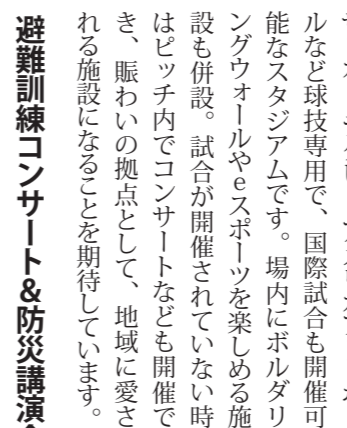 ルなど球技専用で、国際試合も開催可
能なスタジアムです。場内にボルダリ
ングウォールやeスポーツを楽しめる施
設も併設。試合が開催されていない時
はピッチ内でコンサートなども開催で
き、賑わいの拠点として、地域に愛さ
れる施設になることを期待しています。
避難訓練コンサート&防災講演